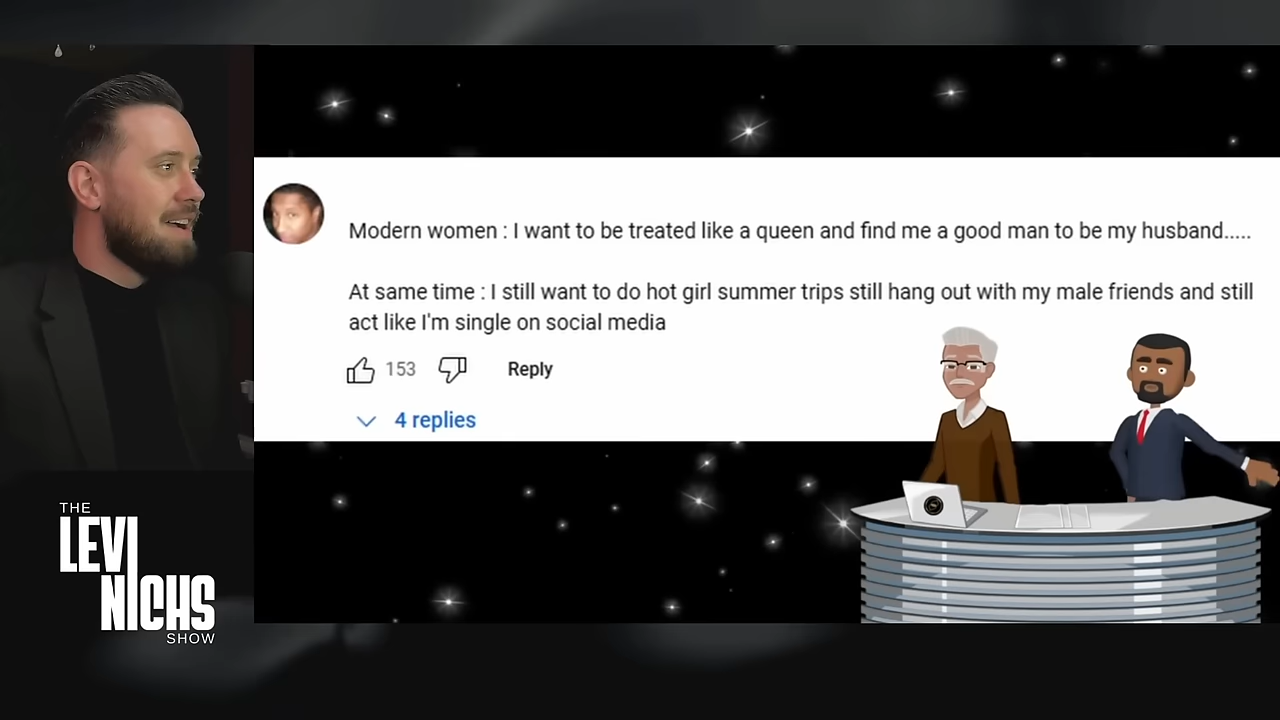 Modern women : I want to be treated like a queen and find me a good man to be my husband.....
At same time : I still want to do hot girl summer trips still hang out with my male friends and still
act like I'm single on social media
153
Reply
4 replies
THE
LEVI
NICHS
SHOW